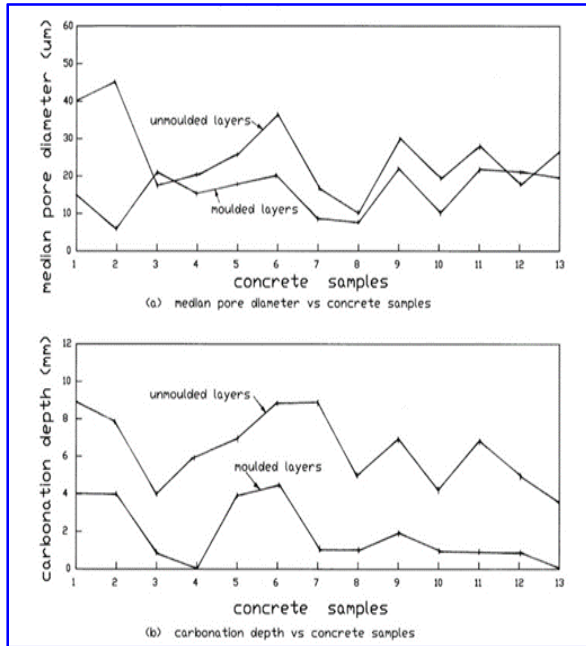 60
50
40
30
20
10
0
median pore diameter (um)
unmoulded layers
moulded layers
1 2 3 4 5 6 7 8 9 10 11 12 13
concrete samples
(a) median pore diameter vs concrete samples
12
10
8
6
4
2
0
carbonation depth (mm)
unmoulded layers
moulded layers
1 2 3 4 5 6 7 8 9 10 11 12 13
concrete samples
(b) carbonation depth vs concrete samples